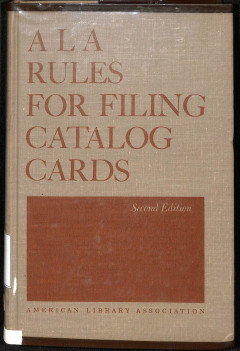 A L A
RULES
FOR FILING
CATALOG
CARDS
Second Edition
AMERICAN LIBRARY ASSOCIATION